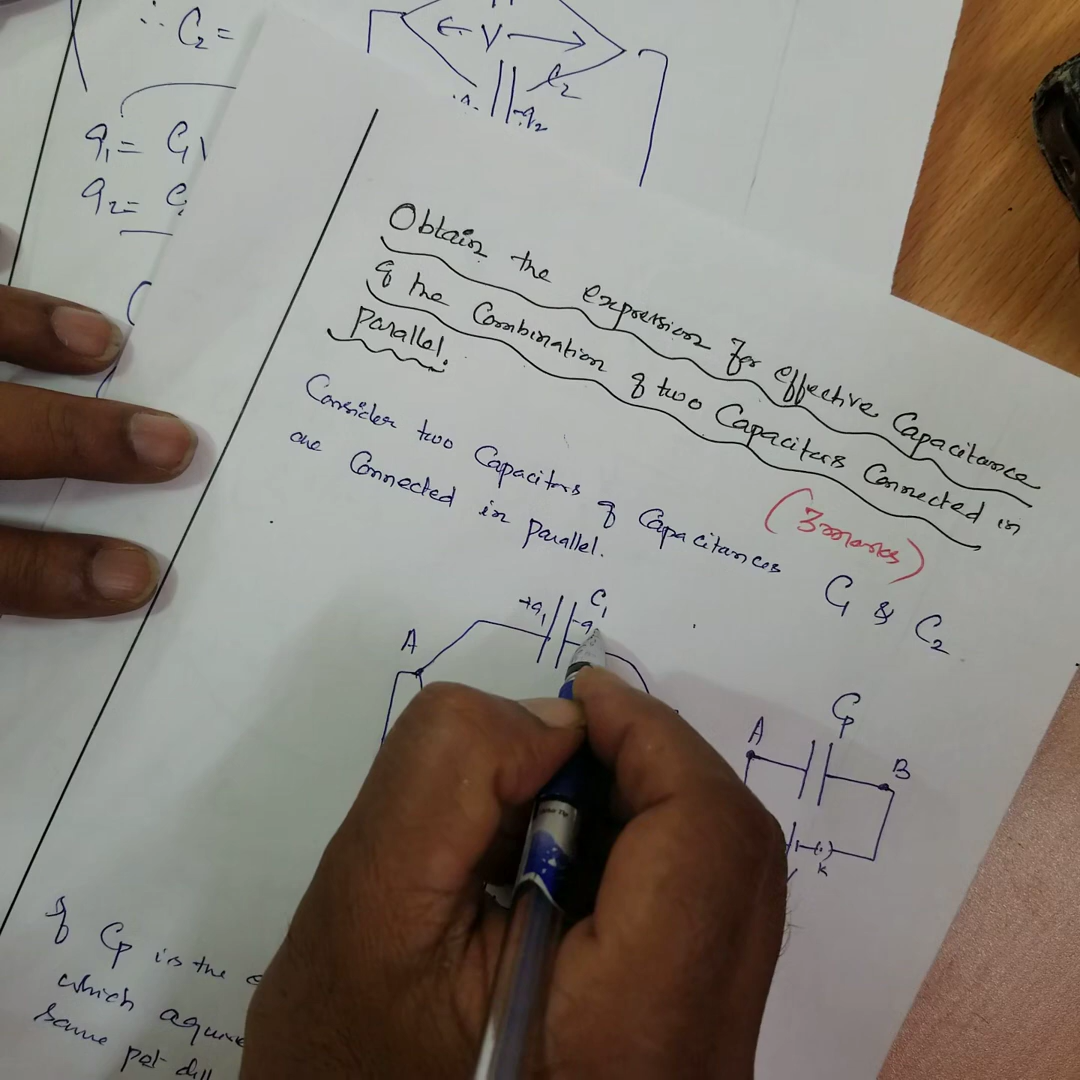 ∴ C₂ =
← V →
C₂
-q₂
q₁ = C₁V
q₂ =
Obtain the expression for effective Capacitance
of the Combination of two Capacitors Connected in
parallel.
(3 marks)
Consider two Capacitors of Capacitances C₁ & C₂
are Connected in parallel.
+q₁ C₁
-q
A
Cp
A B
K
If Cp is the
which
same pot